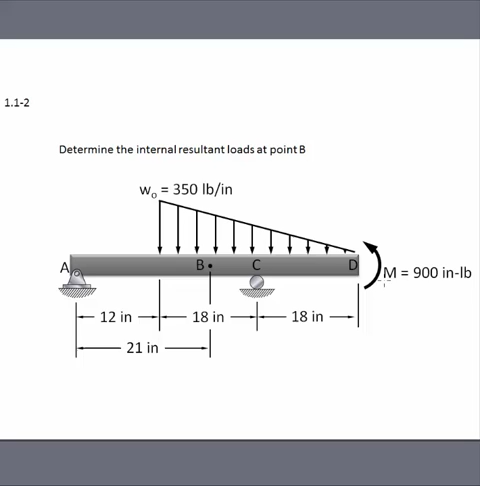 1.1-2
Determine the internal resultant loads at point B
wo = 350 lb/in
A
B
C
D
M = 900 in-lb
12 in
18 in
18 in
21 in